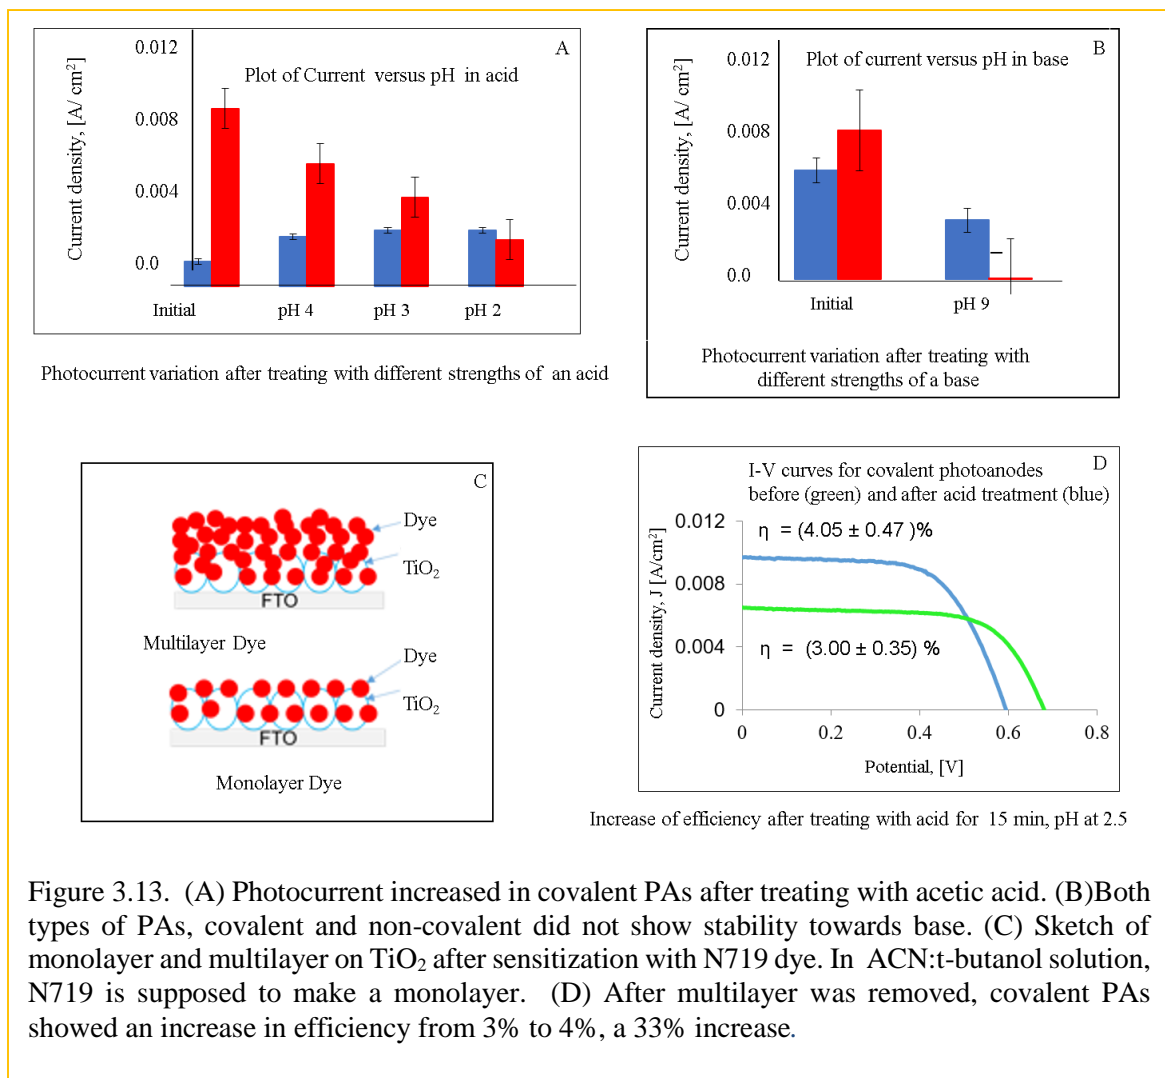 A
Plot of Current versus pH in acid
Current density, [A/ cm²]
0.012
0.008
0.004
0.0
Initial
pH 4
pH 3
pH 2
Photocurrent variation after treating with different strengths of an acid
B
Plot of current versus pH in base
Current density, [A/ cm²]
0.012
0.008
0.004
0.0
Initial
pH 9
Photocurrent variation after treating with
different strengths of a base
C
Dye
TiO₂
FTO
Multilayer Dye
Dye
TiO₂
FTO
Monolayer Dye
D
I-V curves for covalent photoanodes
before (green) and after acid treatment (blue)
Current density, J [A/cm²]
0.012
0.008
0.004
0
η = (4.05 ± 0.47 )%
η = (3.00 ± 0.35) %
0
0.2
0.4
0.6
0.8
Potential, [V]
Increase of efficiency after treating with acid for 15 min, pH at 2.5
Figure 3.13. (A) Photocurrent increased in covalent PAs after treating with acetic acid. (B)Both
types of PAs, covalent and non-covalent did not show stability towards base. (C) Sketch of
monolayer and multilayer on TiO₂ after sensitization with N719 dye. In ACN:t-butanol solution,
N719 is supposed to make a monolayer. (D) After multilayer was removed, covalent PAs
showed an increase in efficiency from 3% to 4%, a 33% increase.